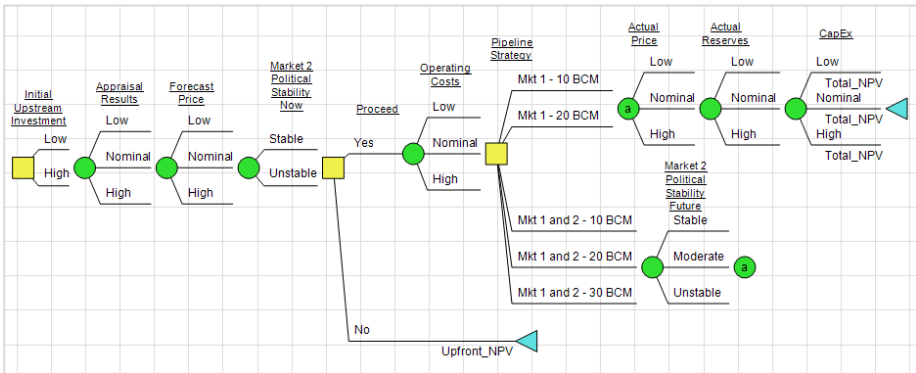 Initial
Upstream
Investment
Low
High
Appraisal
Results
Low
Nominal
High
Forecast
Price
Low
Nominal
High
Market 2
Political
Stability
Now
Stable
Unstable
Proceed
Yes
No
Upfront_NPV
Operating
Costs
Low
Nominal
High
Pipeline
Strategy
Mkt 1 - 10 BCM
Mkt 1 - 20 BCM
Mkt 1 and 2 - 10 BCM
Mkt 1 and 2 - 20 BCM
Mkt 1 and 2 - 30 BCM
Market 2
Political
Stability
Future
Stable
Moderate
Unstable
a
Actual
Price
a
Low
Nominal
High
Actual
Reserves
Low
Nominal
High
CapEx
Low
Total_NPV
Nominal
Total_NPV
High
Total_NPV